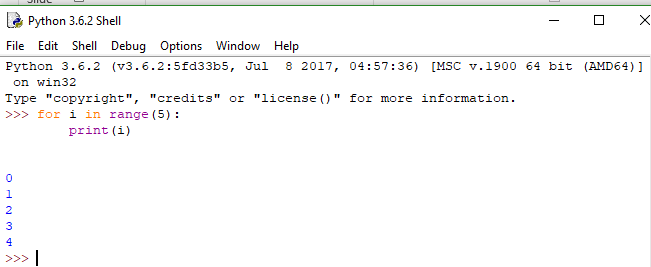 Slide
Python 3.6.2 Shell
File Edit Shell Debug Options Window Help
Python 3.6.2 (v3.6.2:5fd33b5, Jul  8 2017, 04:57:36) [MSC v.1900 64 bit (AMD64)]
 on win32
Type "copyright", "credits" or "license()" for more information.
>>> for i in range(5):
        print(i)
0
1
2
3
4
>>>